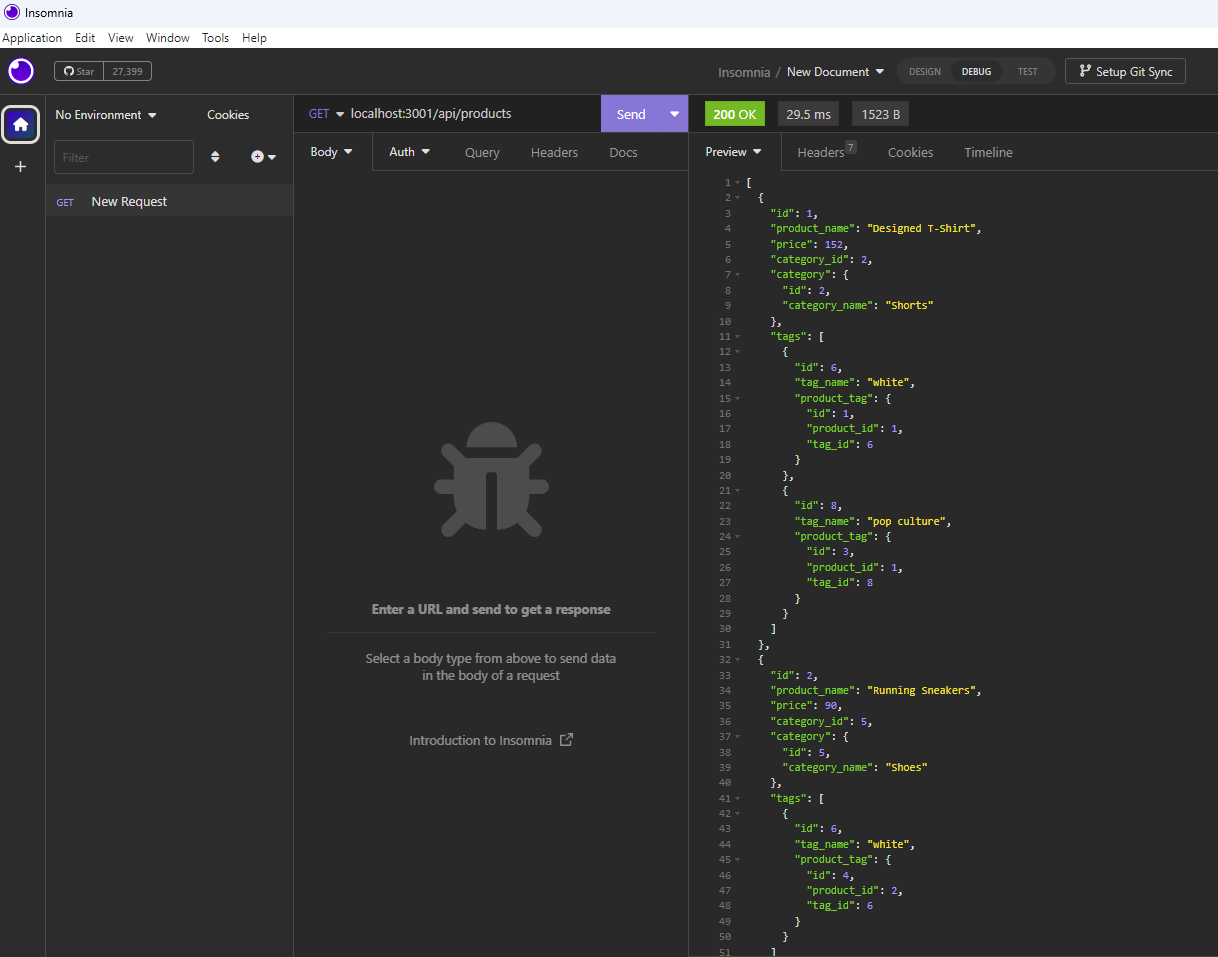 Insomnia
Application Edit View Window Tools Help
Star 27,399
Insomnia / New Document
DESIGN DEBUG TEST
Setup Git Sync
No Environment
Cookies
Filter
GET New Request
GET localhost:3001/api/products
Send
Body Auth Query Headers Docs
Enter a URL and send to get a response
Select a body type from above to send data
in the body of a request
Introduction to Insomnia
200 OK 29.5 ms 1523 B
Preview Headers 7 Cookies Timeline
1 [
2 {
3 "id": 1,
4 "product_name": "Designed T-Shirt",
5 "price": 152,
6 "category_id": 2,
7 "category": {
8 "id": 2,
9 "category_name": "Shorts"
10 },
11 "tags": [
12 {
13 "id": 6,
14 "tag_name": "white",
15 "product_tag": {
16 "id": 1,
17 "product_id": 1,
18 "tag_id": 6
19 }
20 },
21 {
22 "id": 8,
23 "tag_name": "pop culture",
24 "product_tag": {
25 "id": 3,
26 "product_id": 1,
27 "tag_id": 8
28 }
29 }
30 ]
31 },
32 {
33 "id": 2,
34 "product_name": "Running Sneakers",
35 "price": 90,
36 "category_id": 5,
37 "category": {
38 "id": 5,
39 "category_name": "Shoes"
40 },
41 "tags": [
42 {
43 "id": 6,
44 "tag_name": "white",
45 "product_tag": {
46 "id": 4,
47 "product_id": 2,
48 "tag_id": 6
49 }
50 }
51 ]